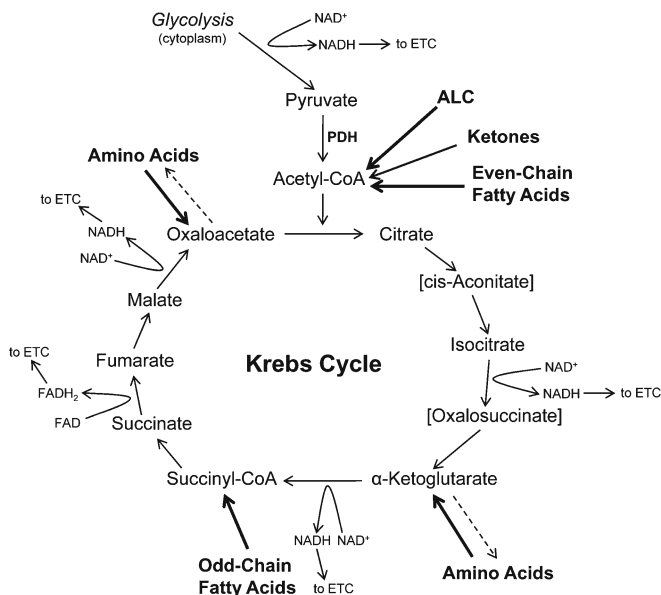 Glycolysis
(cytoplasm)
NAD⁺
NADH
to ETC
Pyruvate
PDH
ALC
Ketones
Even-Chain
Fatty Acids
Acetyl-CoA
Amino Acids
to ETC
NADH
NAD⁺
Oxaloacetate
Citrate
[cis-Aconitate]
Malate
Isocitrate
Krebs Cycle
NAD⁺
NADH
to ETC
to ETC
Fumarate
FADH₂
FAD
Succinate
[Oxalosuccinate]
Succinyl-CoA
α-Ketoglutarate
NADH
NAD⁺
to ETC
Odd-Chain
Fatty Acids
Amino Acids